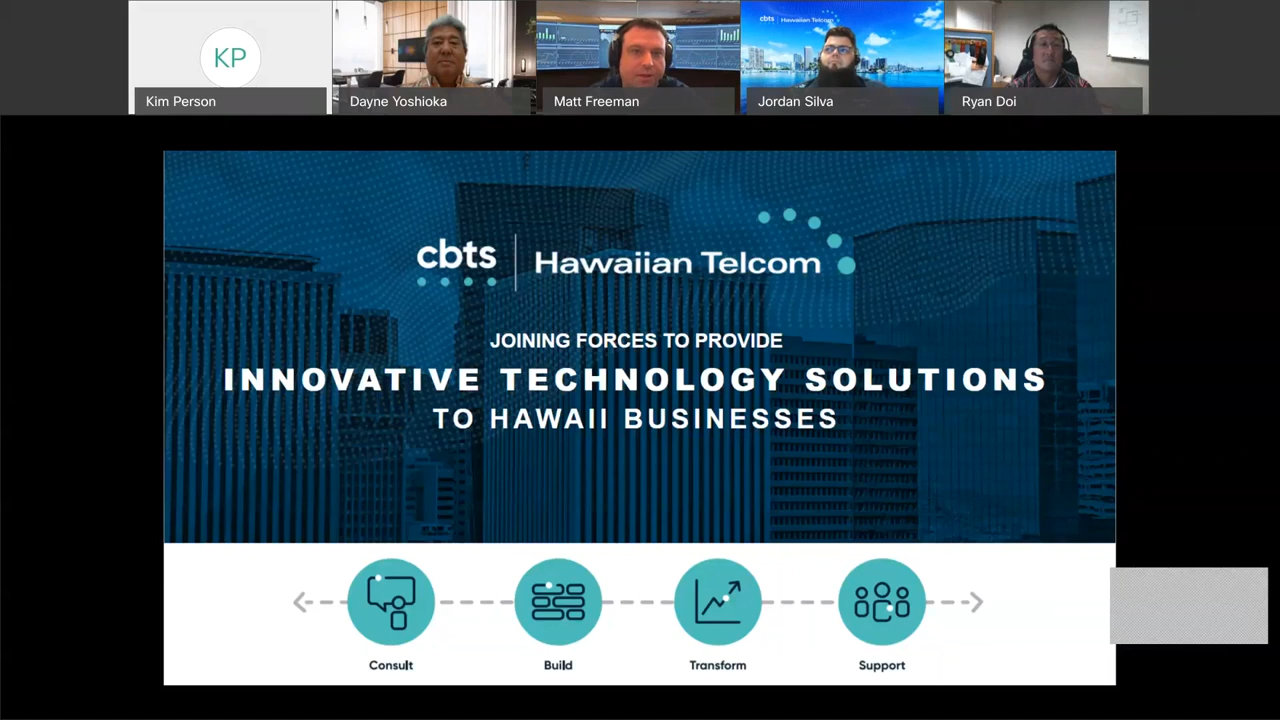 KP
Kim Person
Dayne Yoshioka
Matt Freeman
cbts | Hawaiian Telcom
Jordan Silva
Ryan Doi
cbts | Hawaiian Telcom
JOINING FORCES TO PROVIDE
INNOVATIVE TECHNOLOGY SOLUTIONS
TO HAWAII BUSINESSES
Consult
Build
Transform
Support